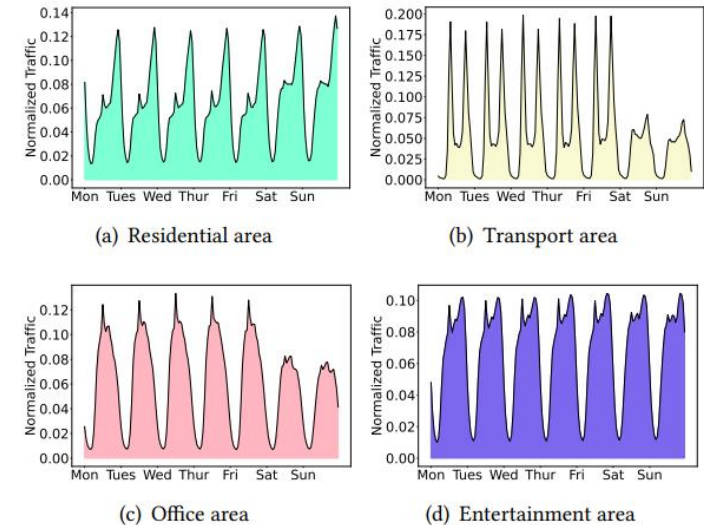 Normalized Traffic
0.14
0.12
0.10
0.08
0.06
0.04
0.02
0.00
Mon Tues Wed Thur Fri Sat Sun
(a) Residential area
Normalized Traffic
0.200
0.175
0.150
0.125
0.100
0.075
0.050
0.025
0.000
Mon Tues Wed Thur Fri Sat Sun
(b) Transport area
Normalized Traffic
0.12
0.10
0.08
0.06
0.04
0.02
0.00
Mon Tues Wed Thur Fri Sat Sun
(c) Office area
Normalized Traffic
0.10
0.08
0.06
0.04
0.02
0.00
Mon Tues Wed Thur Fri Sat Sun
(d) Entertainment area